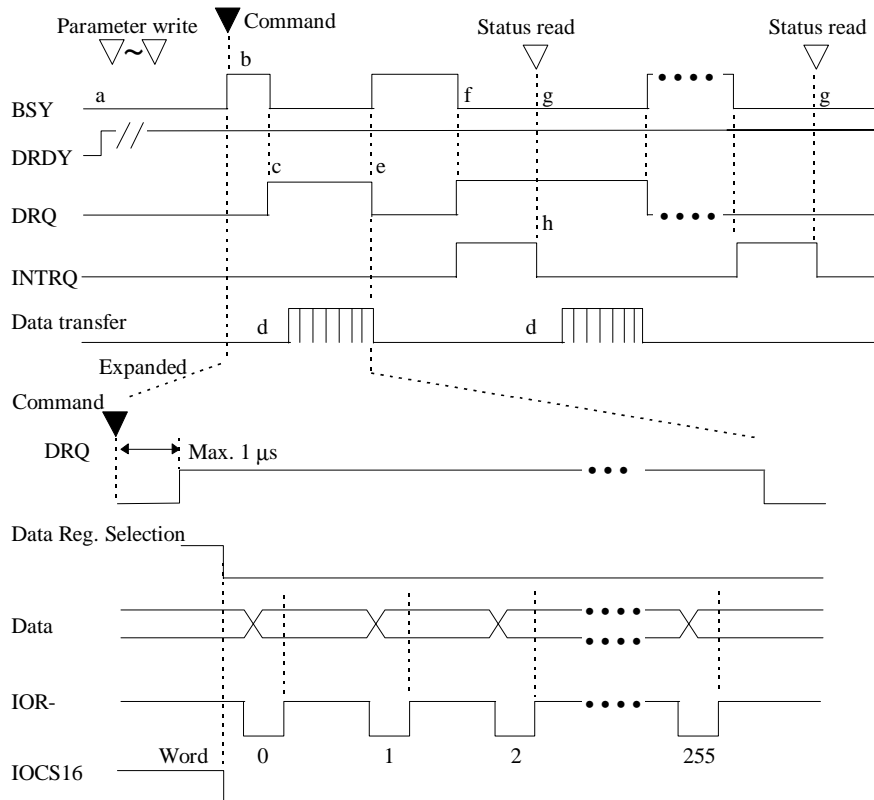 Parameter write
Command
Status read
Status read
~
b
a
f
g
g
BSY
DRDY
c
e
DRQ
h
INTRQ
Data transfer
d
d
Expanded
Command
DRQ
Max. 1 μs
Data Reg. Selection
Data
IOR-
Word
0
1
2
255
IOCS16